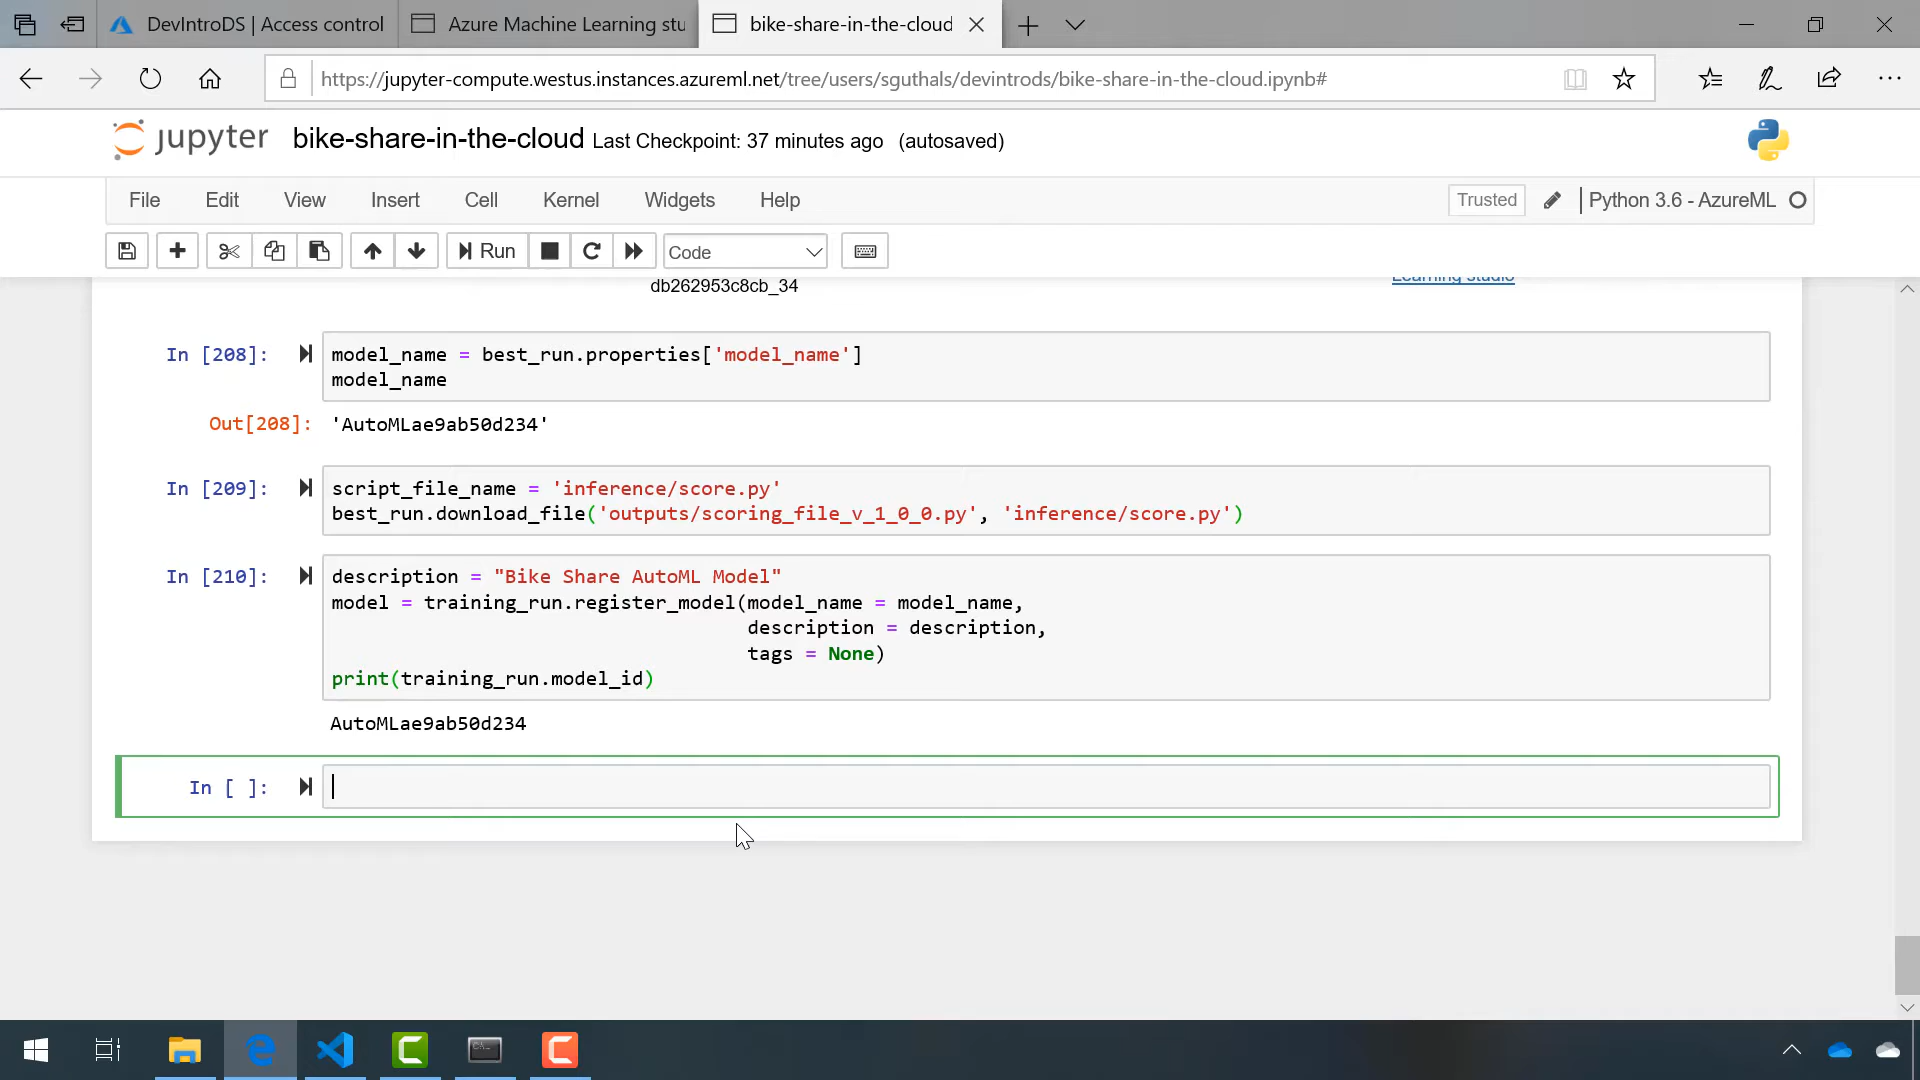 DevIntroDS | Access control
Azure Machine Learning stu
bike-share-in-the-cloud
https://jupyter-compute.westus.instances.azureml.net/tree/users/sguthals/devintrods/bike-share-in-the-cloud.ipynb#
jupyter bike-share-in-the-cloud Last Checkpoint: 37 minutes ago (autosaved)
File Edit View Insert Cell Kernel Widgets Help Trusted Python 3.6 - AzureML
Run Code
Learning studio
db262953c8cb_34
In [208]: model_name = best_run.properties['model_name']
model_name
Out[208]: 'AutoMLae9ab50d234'
In [209]: script_file_name = 'inference/score.py'
best_run.download_file('outputs/scoring_file_v_1_0_0.py', 'inference/score.py')
In [210]: description = "Bike Share AutoML Model"
model = training_run.register_model(model_name = model_name,
description = description,
tags = None)
print(training_run.model_id)
AutoMLae9ab50d234
In [ ]: